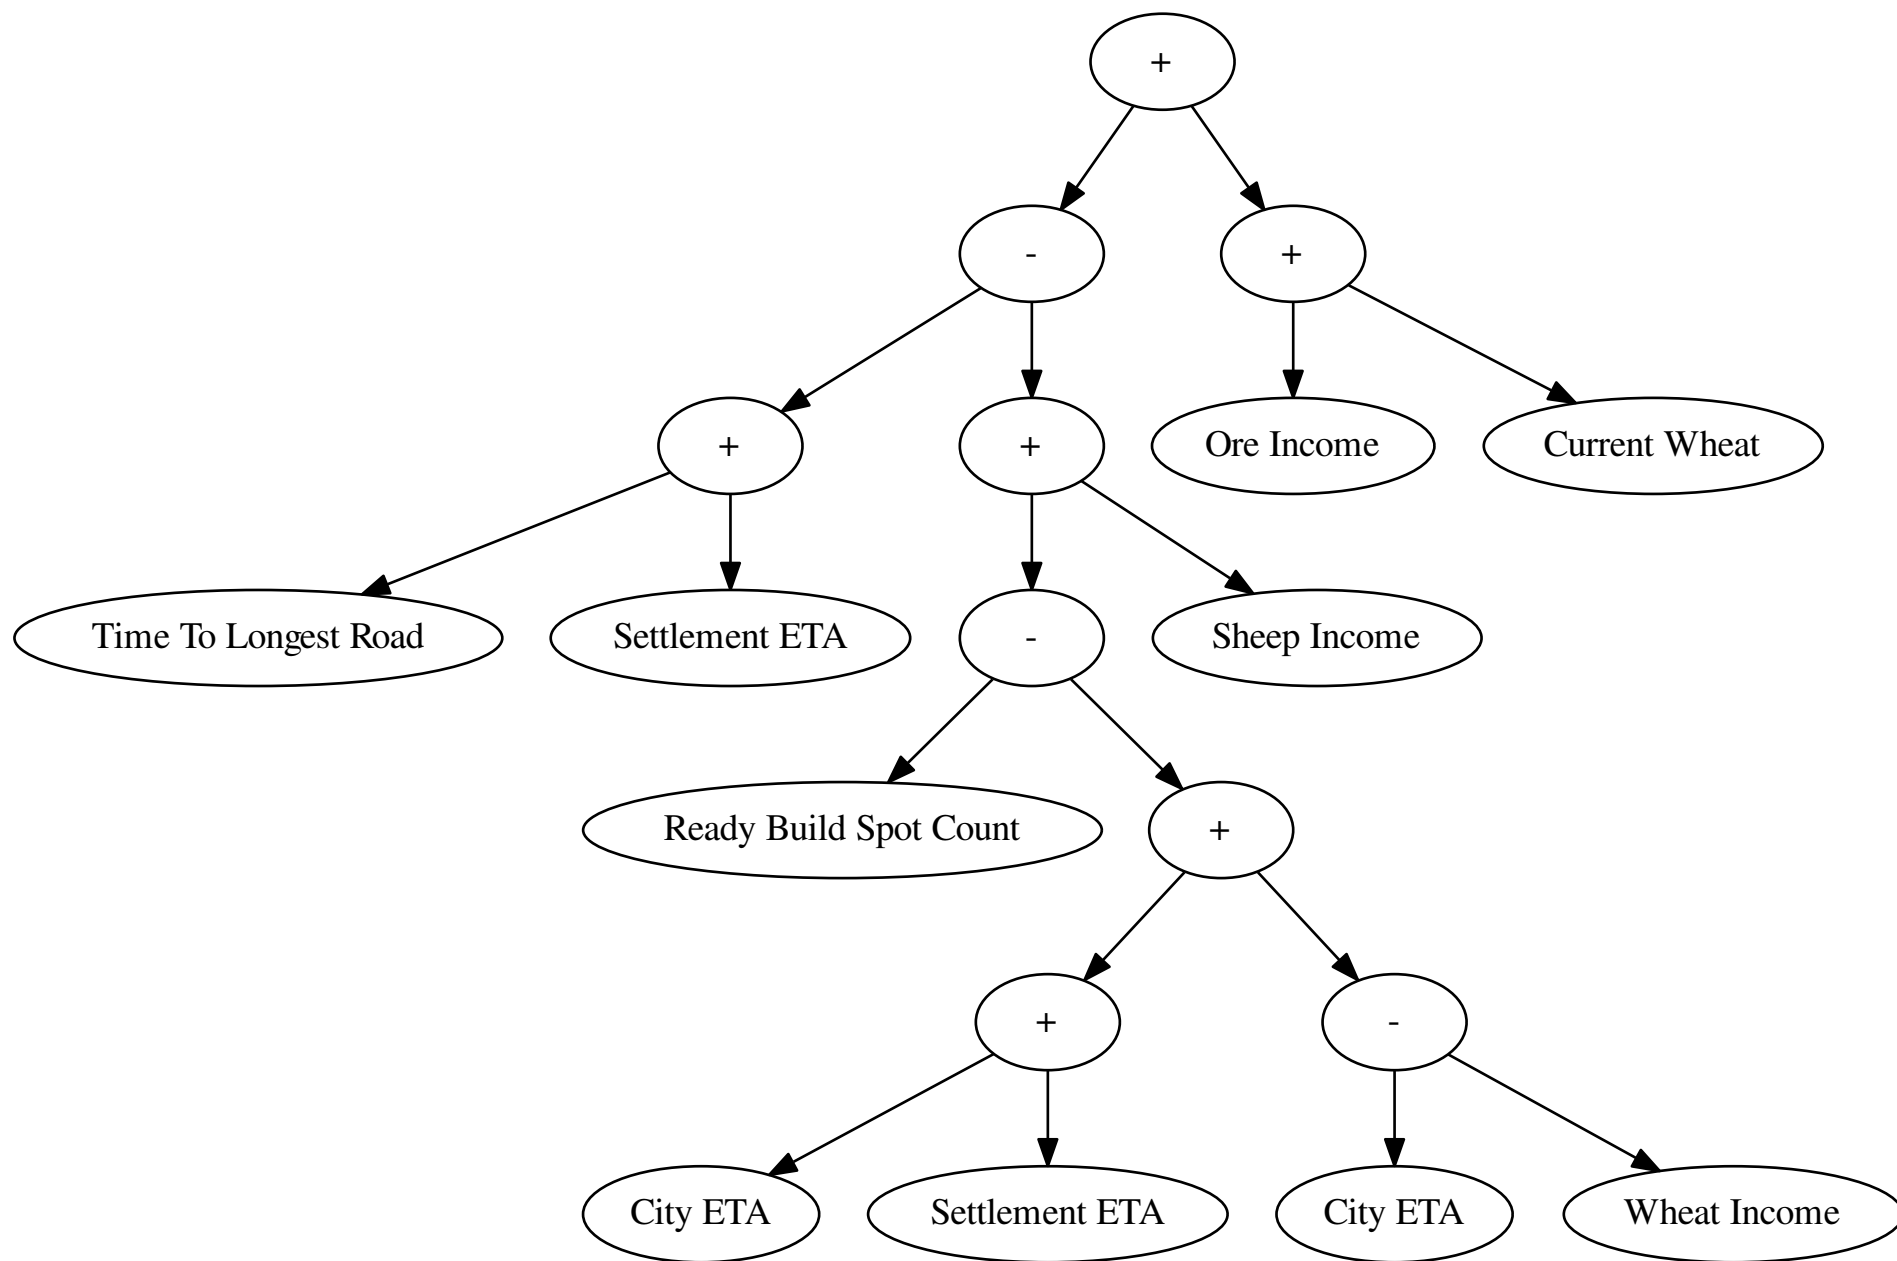 +
-
+
+
+
Ore Income
Current Wheat
Time To Longest Road
Settlement ETA
-
Sheep Income
Ready Build Spot Count
+
+
-
City ETA
Settlement ETA
City ETA
Wheat Income